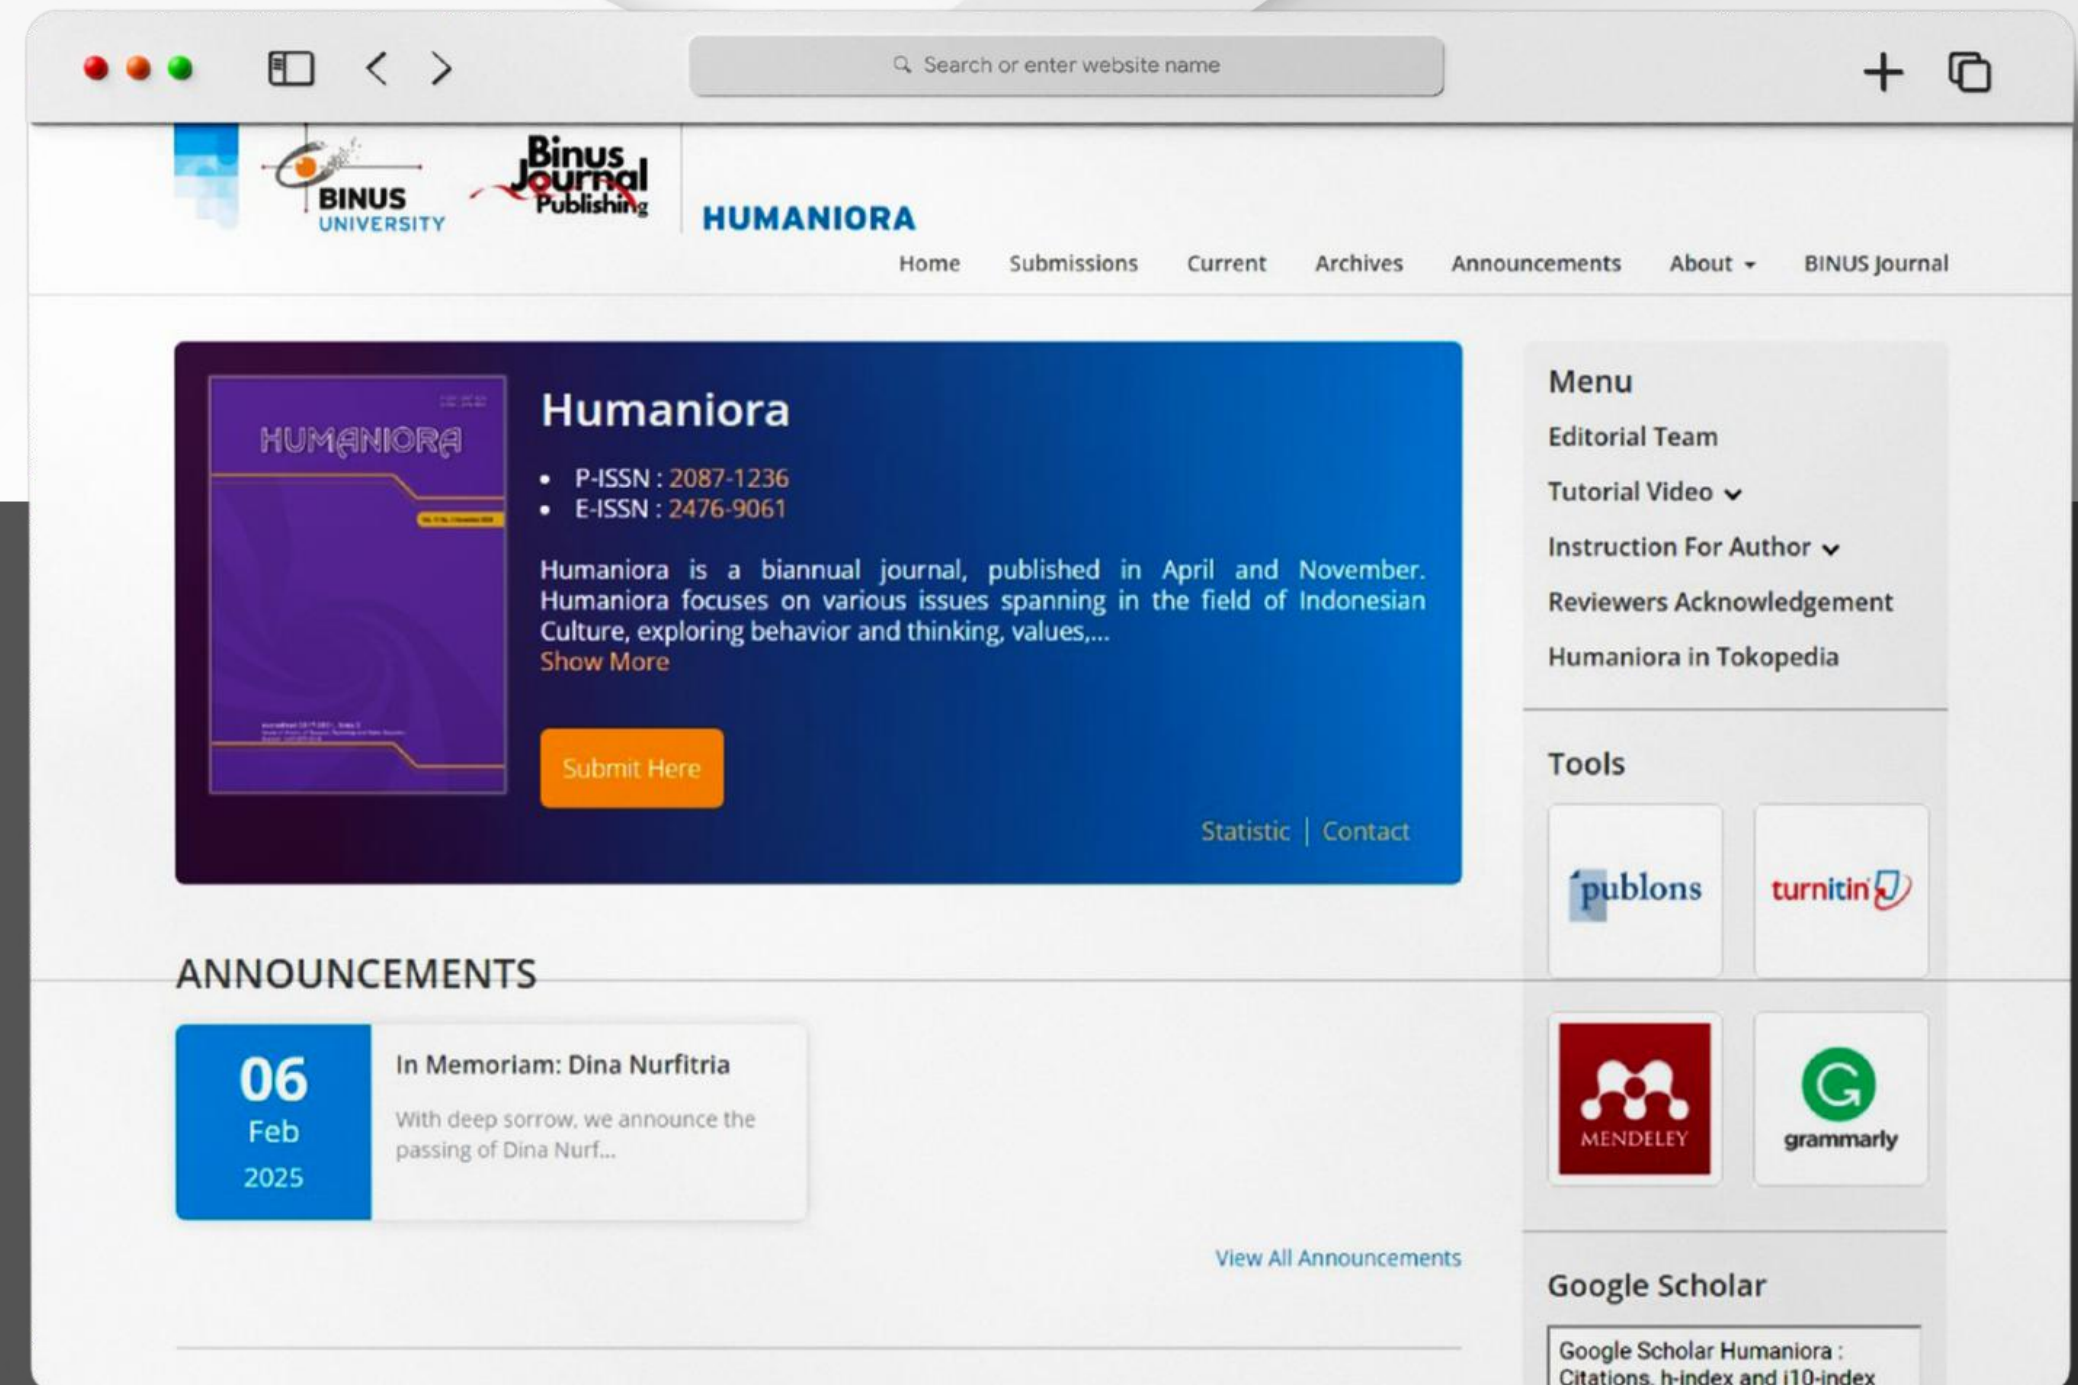 Search or enter website name
BINUS
UNIVERSITY
Binus
Journal
Publishing
HUMANIORA
Home Submissions Current Archives Announcements About BINUS Journal
HUMANIORA
Humaniora
P-ISSN : 2087-1236
E-ISSN : 2476-9061
Humaniora is a biannual journal, published in April and November.
Humaniora focuses on various issues spanning in the field of Indonesian
Culture, exploring behavior and thinking, values,...
Show More
Submit Here
Statistic | Contact
ANNOUNCEMENTS
06
Feb
2025
In Memoriam: Dina Nurfitria
With deep sorrow, we announce the
passing of Dina Nurf...
View All Announcements
Menu
Editorial Team
Tutorial Video
Instruction For Author
Reviewers Acknowledgement
Humaniora in Tokopedia
Tools
publons
turnitin
MENDELEY
grammarly
Google Scholar
Google Scholar Humaniora :
Citations, h-index and i10-index